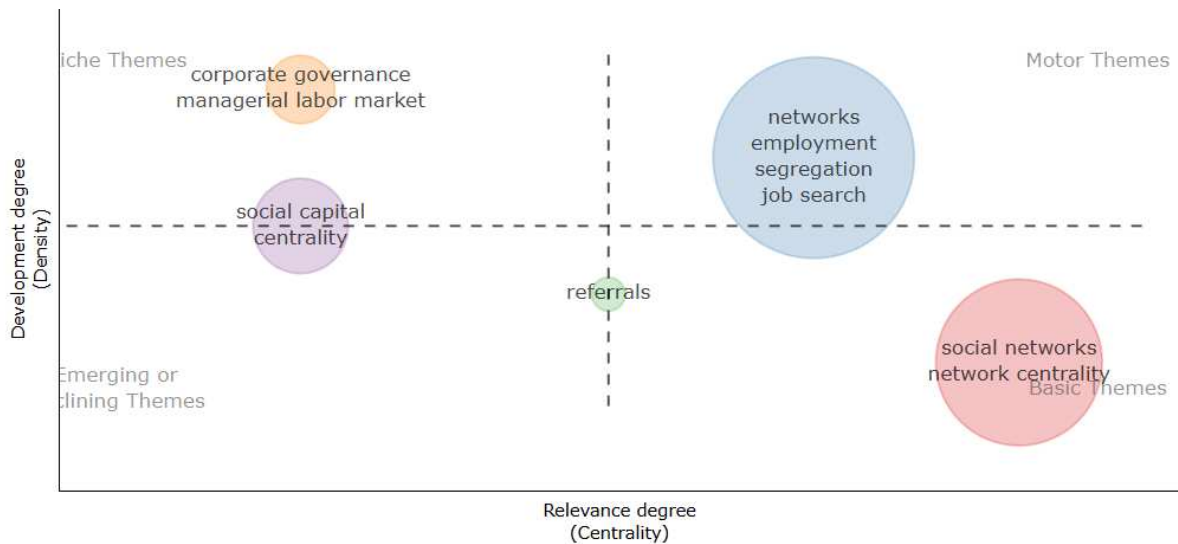 iche Themes
Motor Themes
corporate governance
managerial labor market
networks
employment
segregation
job search
social capital
centrality
referrals
social networks
network centrality
Basic Themes
Emerging or
clining Themes
Development degree
(Density)
Relevance degree
(Centrality)